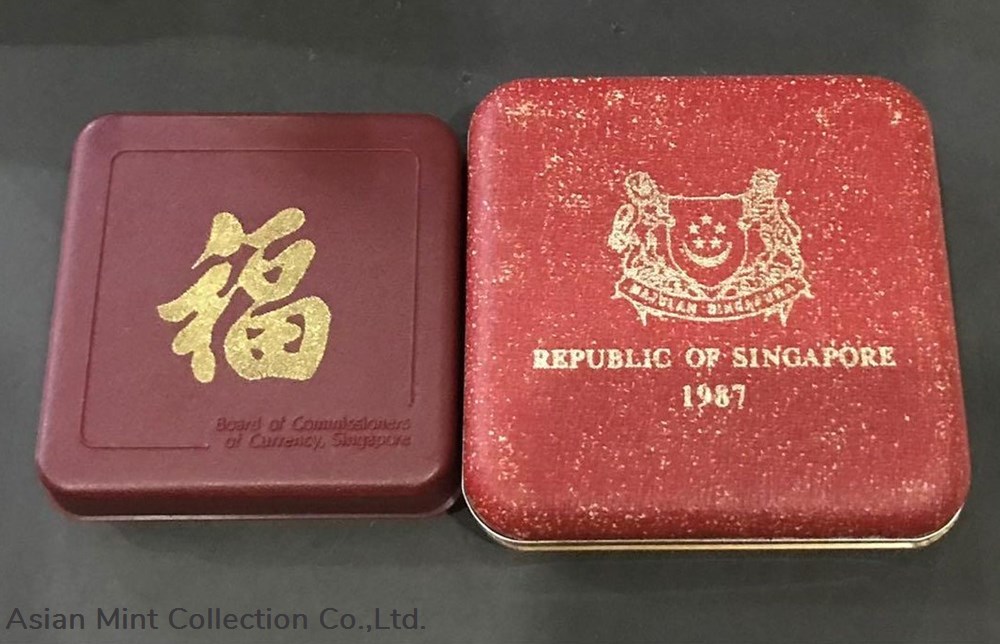 福
Board of Commissioners
of Currency, Singapore
MAJULAH SINGAPURA
REPUBLIC OF SINGAPORE
1987
Asian Mint Collection Co.,Ltd.